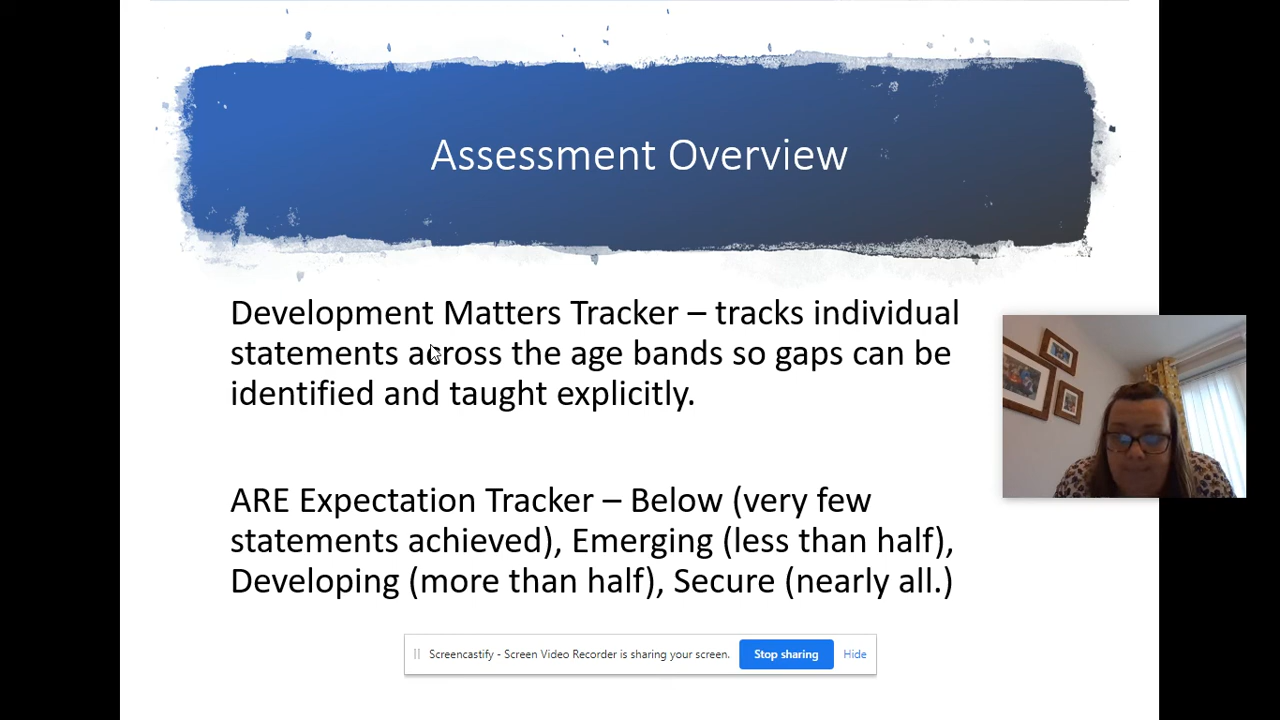 Assessment Overview
Development Matters Tracker – tracks individual
statements across the age bands so gaps can be
identified and taught explicitly.
ARE Expectation Tracker – Below (very few
statements achieved), Emerging (less than half),
Developing (more than half), Secure (nearly all.)
Screencastify - Screen Video Recorder is sharing your screen. Stop sharing Hide